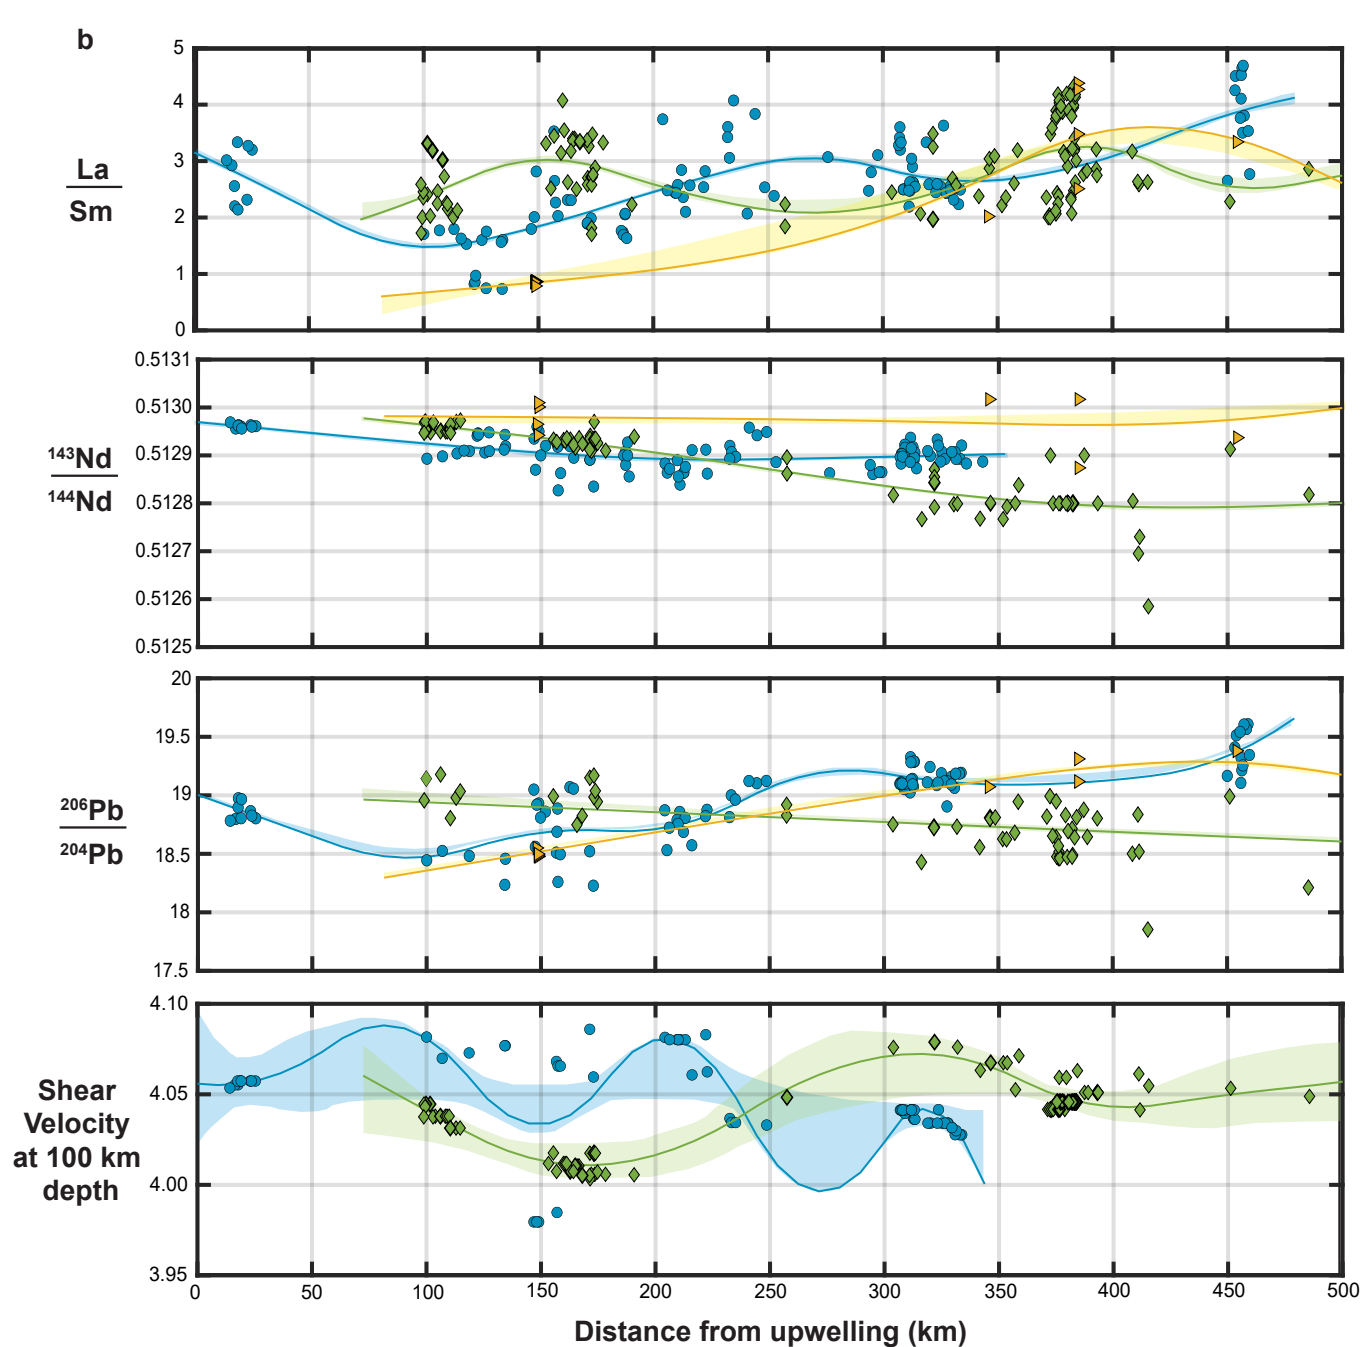 b
5
4
3
2
1
0
La
Sm
0.5131
0.5130
0.5129
0.5128
0.5127
0.5126
0.5125
¹⁴³Nd
¹⁴⁴Nd
20
19.5
19
18.5
18
17.5
²⁰⁶Pb
²⁰⁴Pb
4.10
4.05
4.00
3.95
Shear
Velocity
at 100 km
depth
0 50 100 150 200 250 300 350 400 450 500
Distance from upwelling (km)